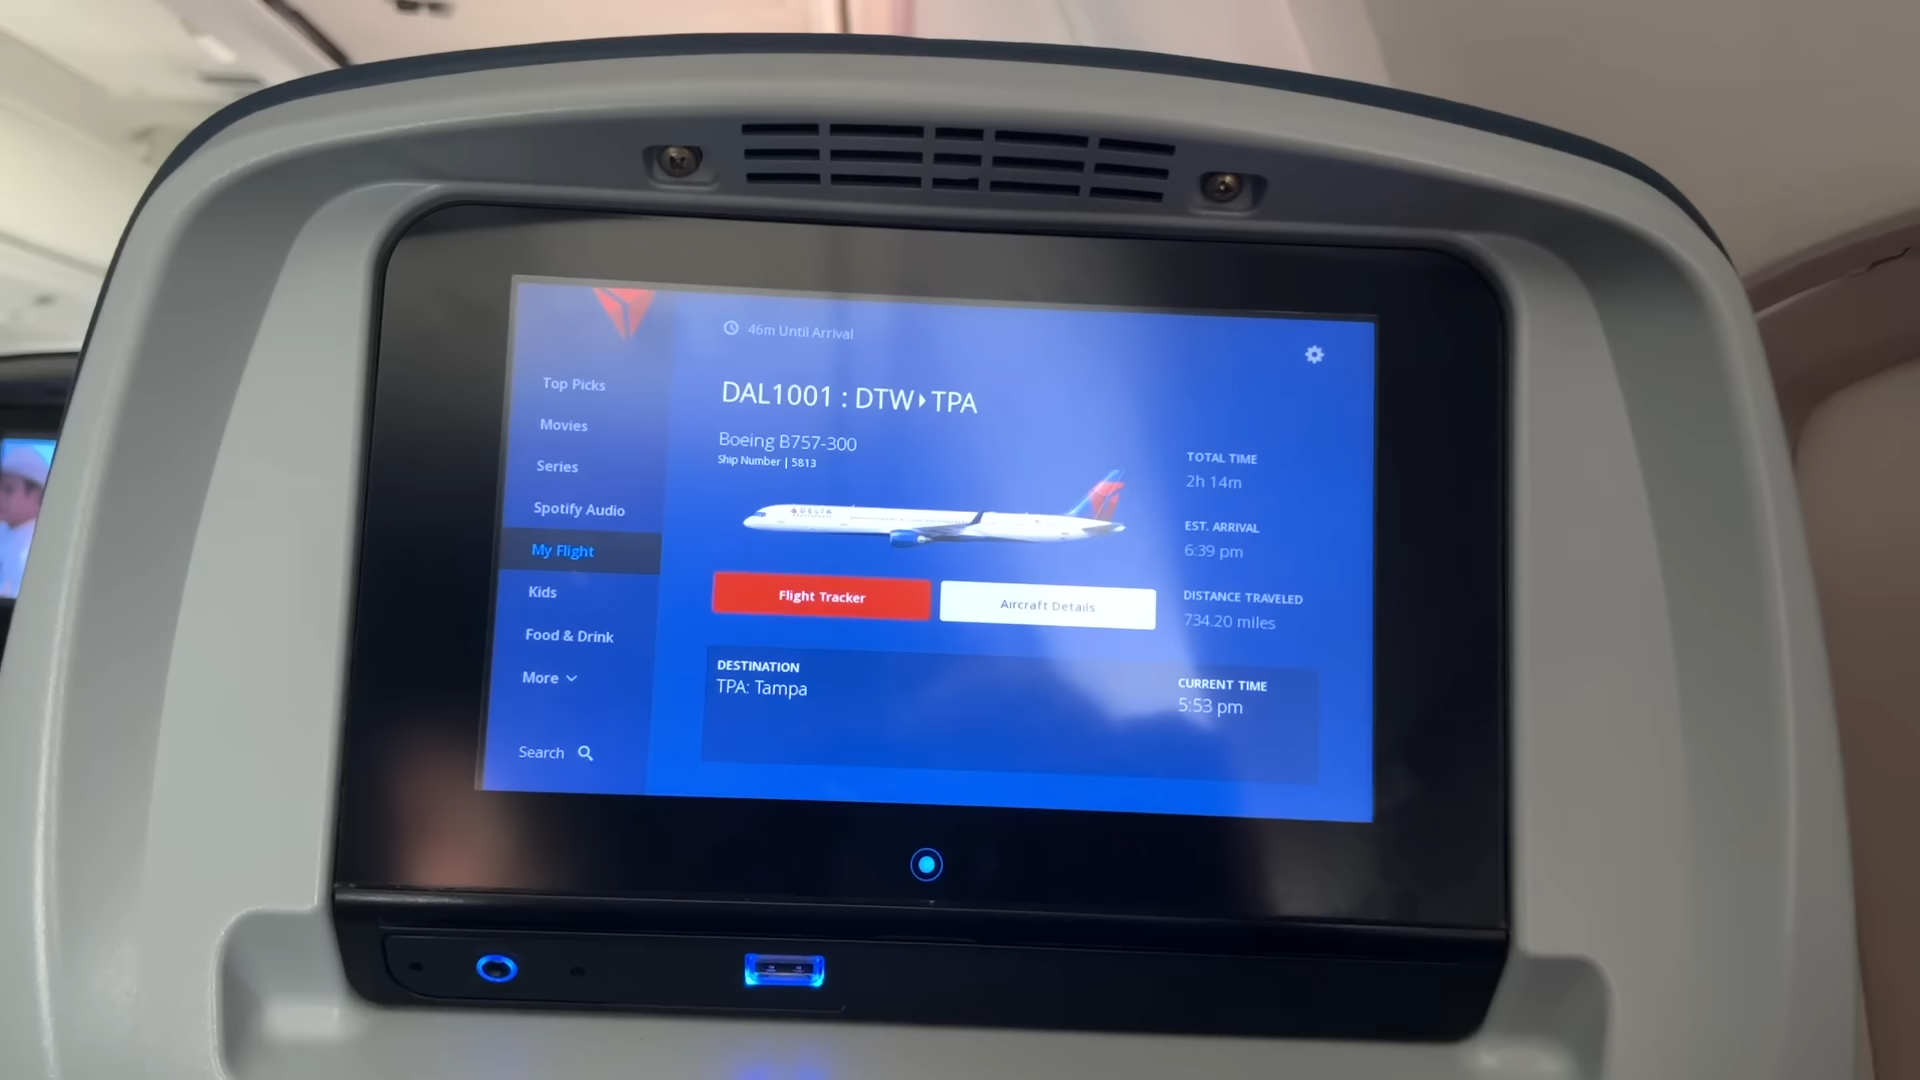 46m Until Arrival
Top Picks
Movies
Series
Spotify Audio
My Flight
Kids
Food & Drink
More
Search
DAL1001 : DTW▸TPA
Boeing B757-300
Ship Number | 5813
DELTA
Flight Tracker
Aircraft Details
TOTAL TIME
2h 14m
EST. ARRIVAL
6:39 pm
DISTANCE TRAVELED
734.20 miles
DESTINATION
TPA: Tampa
CURRENT TIME
5:53 pm